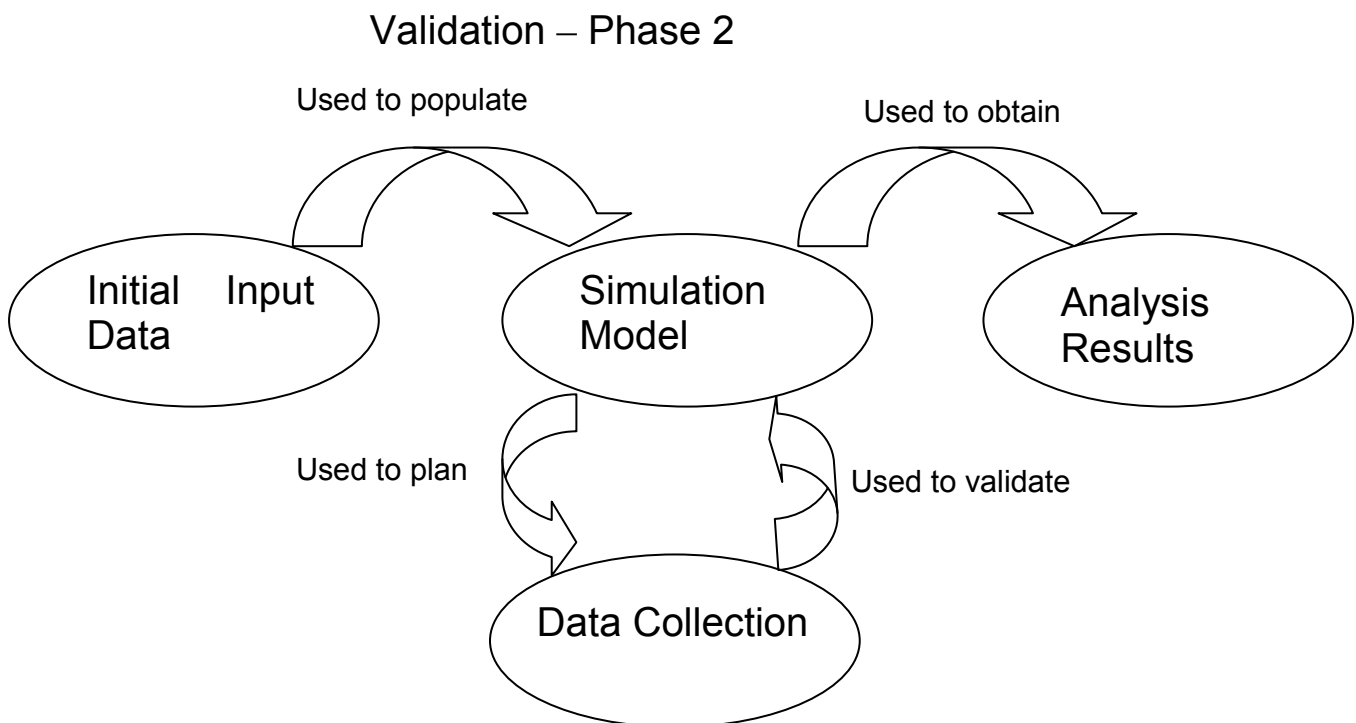 Validation – Phase 2
Used to populate
Used to obtain
Initial Input
Data
Simulation
Model
Analysis
Results
Used to plan
Used to validate
Data Collection